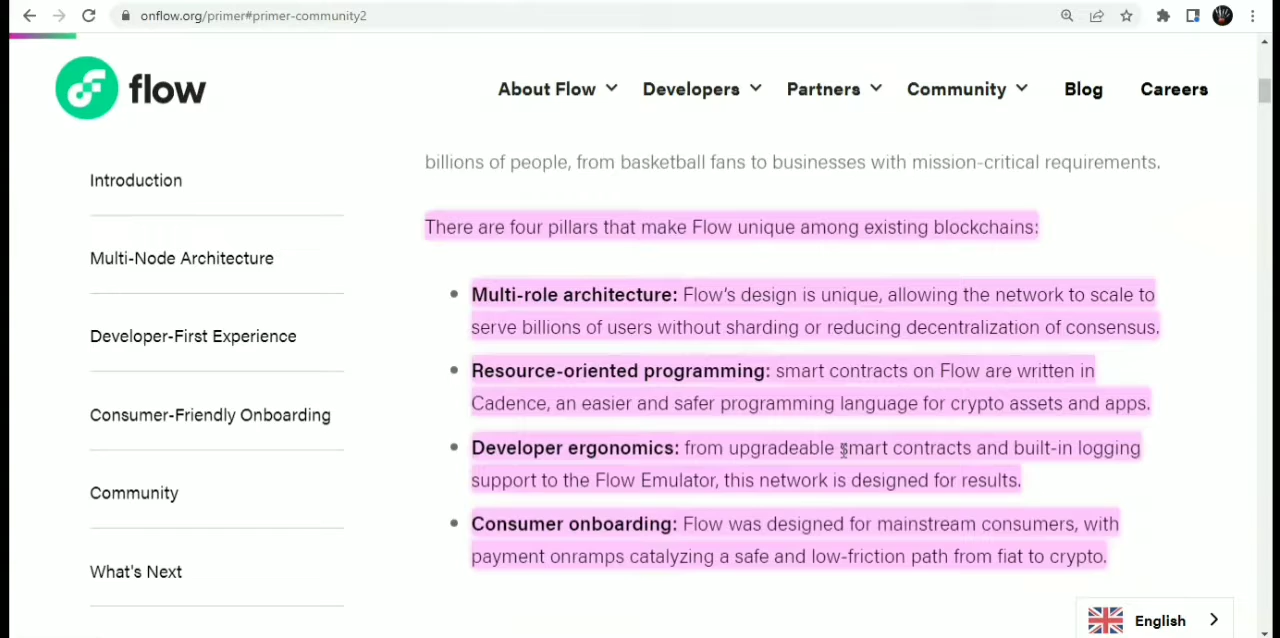 onflow.org/primer#primer-community2
flow
About Flow
Developers
Partners
Community
Blog
Careers
Introduction
Multi-Node Architecture
Developer-First Experience
Consumer-Friendly Onboarding
Community
What's Next
billions of people, from basketball fans to businesses with mission-critical requirements.
There are four pillars that make Flow unique among existing blockchains:
Multi-role architecture: Flow's design is unique, allowing the network to scale to
serve billions of users without sharding or reducing decentralization of consensus.
Resource-oriented programming: smart contracts on Flow are written in
Cadence, an easier and safer programming language for crypto assets and apps.
Developer ergonomics: from upgradeable smart contracts and built-in logging
support to the Flow Emulator, this network is designed for results.
Consumer onboarding: Flow was designed for mainstream consumers, with
payment onramps catalyzing a safe and low-friction path from fiat to crypto.
English